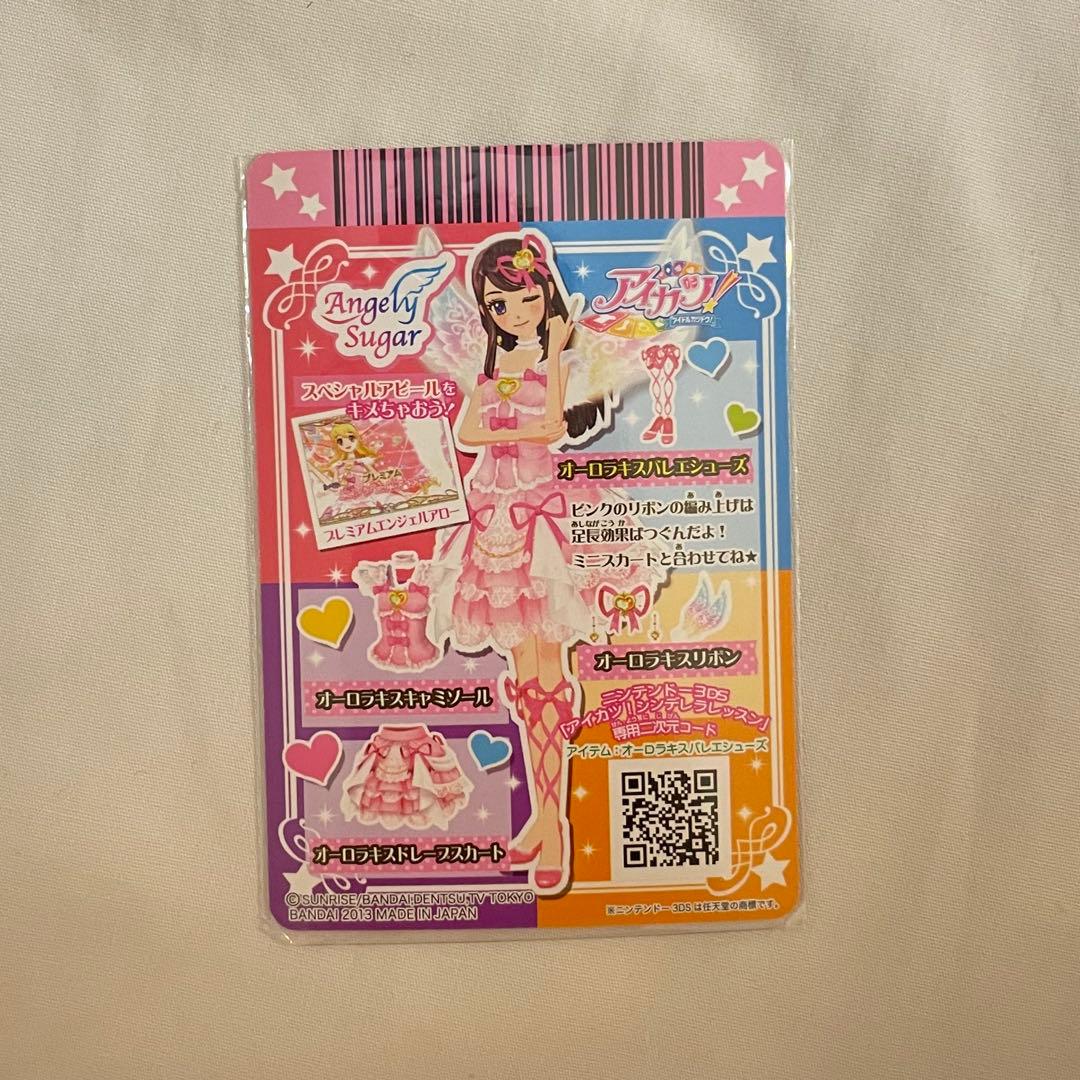 Angely
Sugar
アイカツ!
アイドルカツドウ!
スペシャルアピールを
キメちゃおう!
プレミアム
プレミアムエンジェルアロー
オーロラキスバレエシューズ
ピンクのリボンの編み上げは
足長効果ばつぐんだよ!
ミニスカートと合わせてね★
オーロラキスキャミソール
オーロラキスリボン
ニンテンドー3DS
「アイカツ!シンデレラレッスン」
専用二次元コード
アイテム:オーロラキスバレエシューズ
オーロラキスドレープスカート
©SUNRISE/BANDAI,DENTSU,TV TOKYO
BANDAI 2013 MADE IN JAPAN
※ニンテンドー3DSは任天堂の商標です。